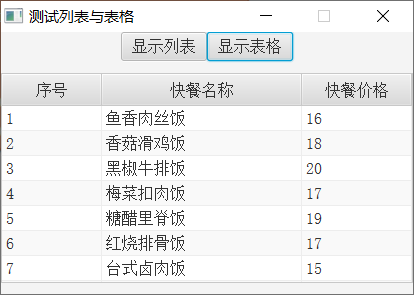 测试列表与表格
显示列表 显示表格
序号 快餐名称 快餐价格
1 鱼香肉丝饭 16
2 香菇滑鸡饭 18
3 黑椒牛排饭 20
4 梅菜扣肉饭 17
5 糖醋里脊饭 19
6 红烧排骨饭 17
7 台式卤肉饭 15